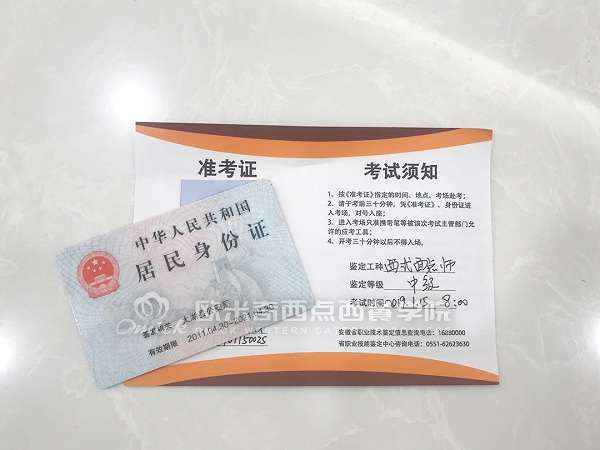 准考证
中华人民共和国
居民身份证
签发机关 太湖县公安局
有效期限 2011.04.30-2021.04.30
考试须知
1、按《准考证》指定的时间、地点、考场赴考；
2、请于考前三十分钟，凭《准考证》、身份证进
入考场，对号入座；
3、进入考场只准携带笔等被该次考试主管部门允
许的应考工具；
4、开考三十分钟以后不得入场。
鉴定工种 西式面点师
鉴定等级 中级
考试时间 2019.1.15 8:00
安徽省职业技术鉴定信息查询电话：16880000
省职业技能鉴定中心咨询电话：0551-62623630
欧米奇西点西餐学院